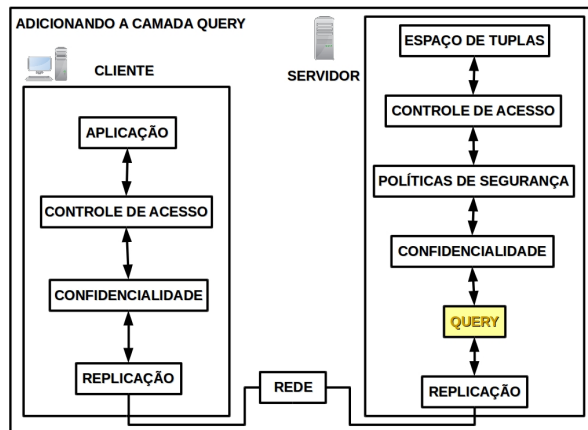 ADICIONANDO A CAMADA QUERY
CLIENTE
APLICAÇÃO
CONTROLE DE ACESSO
CONFIDENCIALIDADE
REPLICAÇÃO
REDE
SERVIDOR
ESPAÇO DE TUPLAS
CONTROLE DE ACESSO
POLÍTICAS DE SEGURANÇA
CONFIDENCIALIDADE
QUERY
REPLICAÇÃO